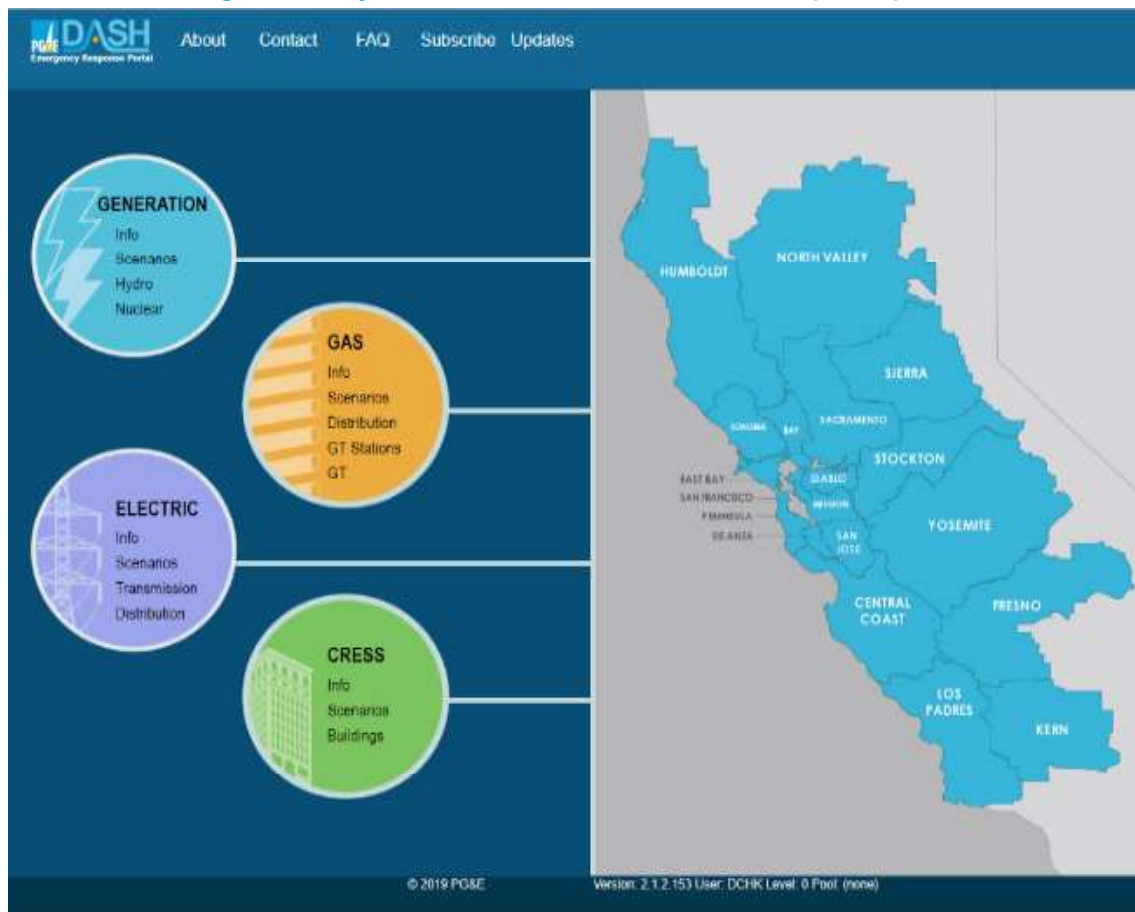 PG&E DASH
Emergency Response Portal
About Contact FAQ Subscribe Updates
GENERATION
Info
Scenarios
Hydro
Nuclear
GAS
Info
Scenarios
Distribution
GT Stations
GT
ELECTRIC
Info
Scenarios
Transmission
Distribution
CRESS
Info
Scenarios
Buildings
HUMBOLDT
NORTH VALLEY
SIERRA
SONOMA
BAY
SACRAMENTO
STOCKTON
EAST BAY
DIABLO
SAN FRANCISCO
MISSION
PENINSULA
DE ANZA
SAN
JOSE
YOSEMITE
CENTRAL
COAST
FRESNO
LOS
PADRES
KERN
© 2019 PG&E
Version: 2.1.2.153 User: DCHK Level: 0 Pool: (none)